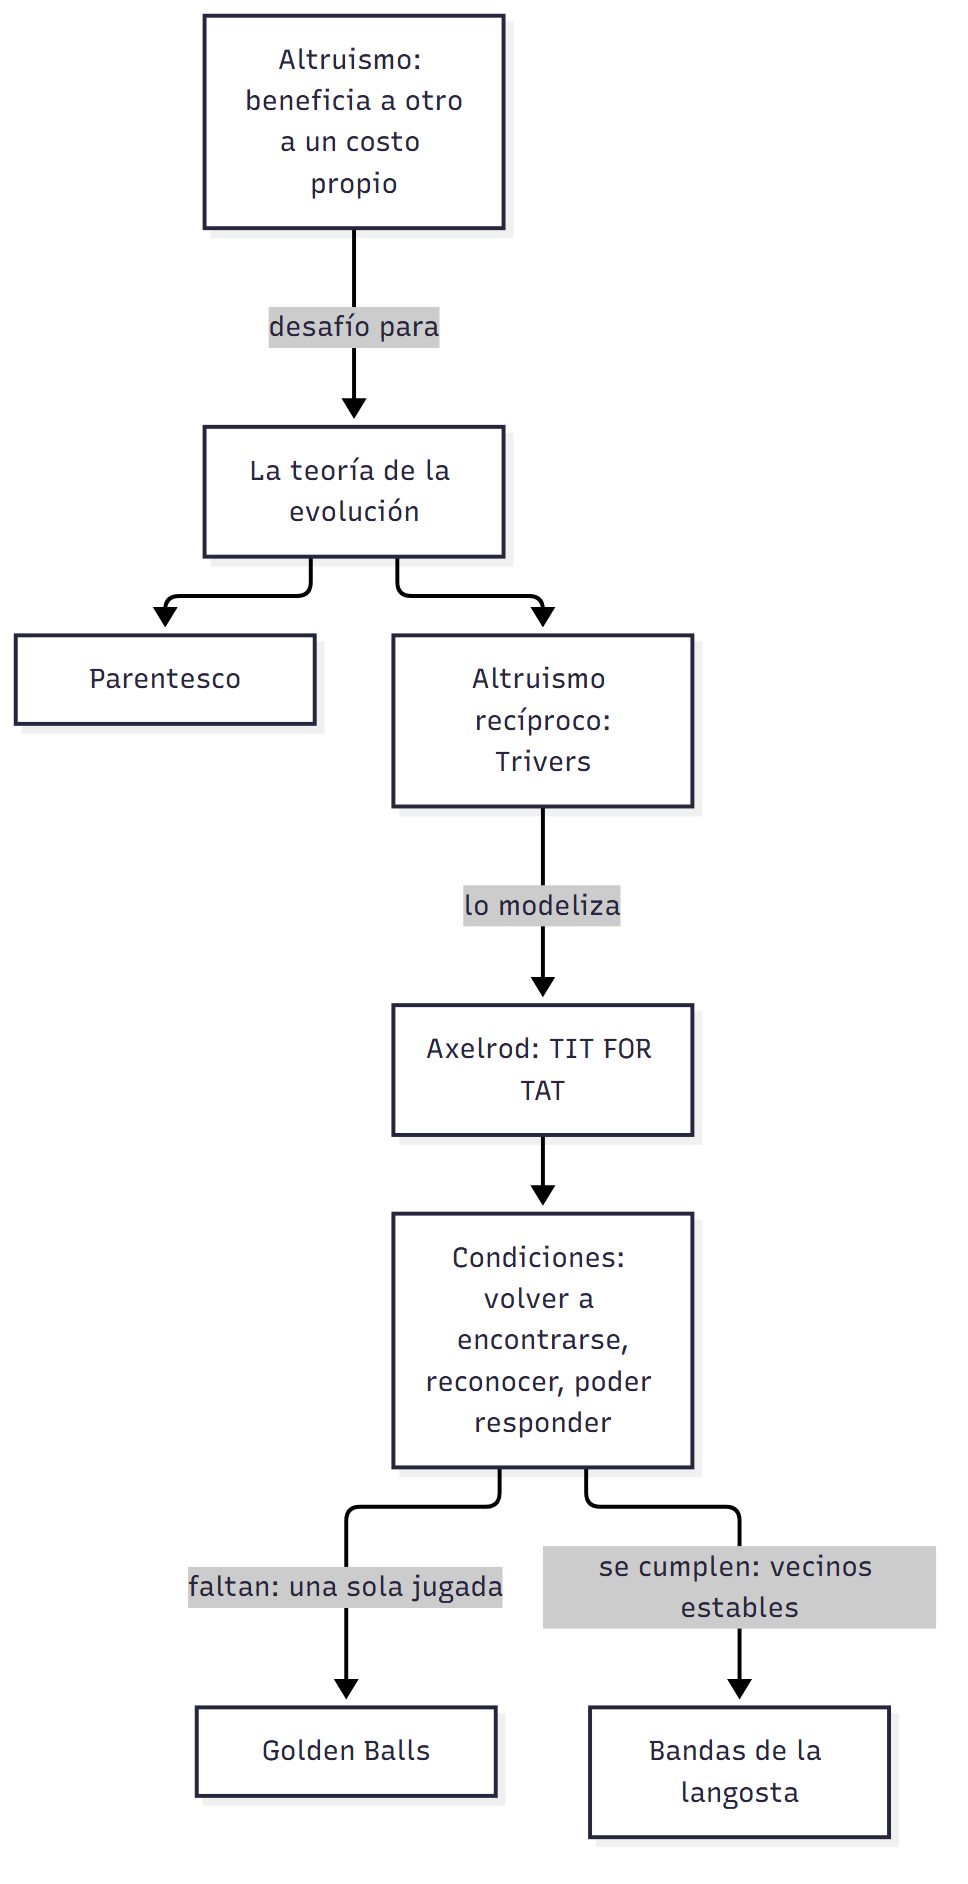 Altruismo:
beneficia a otro
a un costo
propio
desafío para
La teoría de la
evolución
Parentesco
Altruismo
recíproco:
Trivers
lo modeliza
Axelrod: TIT FOR
TAT
Condiciones:
volver a
encontrarse,
reconocer, poder
responder
faltan: una sola jugada
se cumplen: vecinos
estables
Golden Balls
Bandas de la
langosta